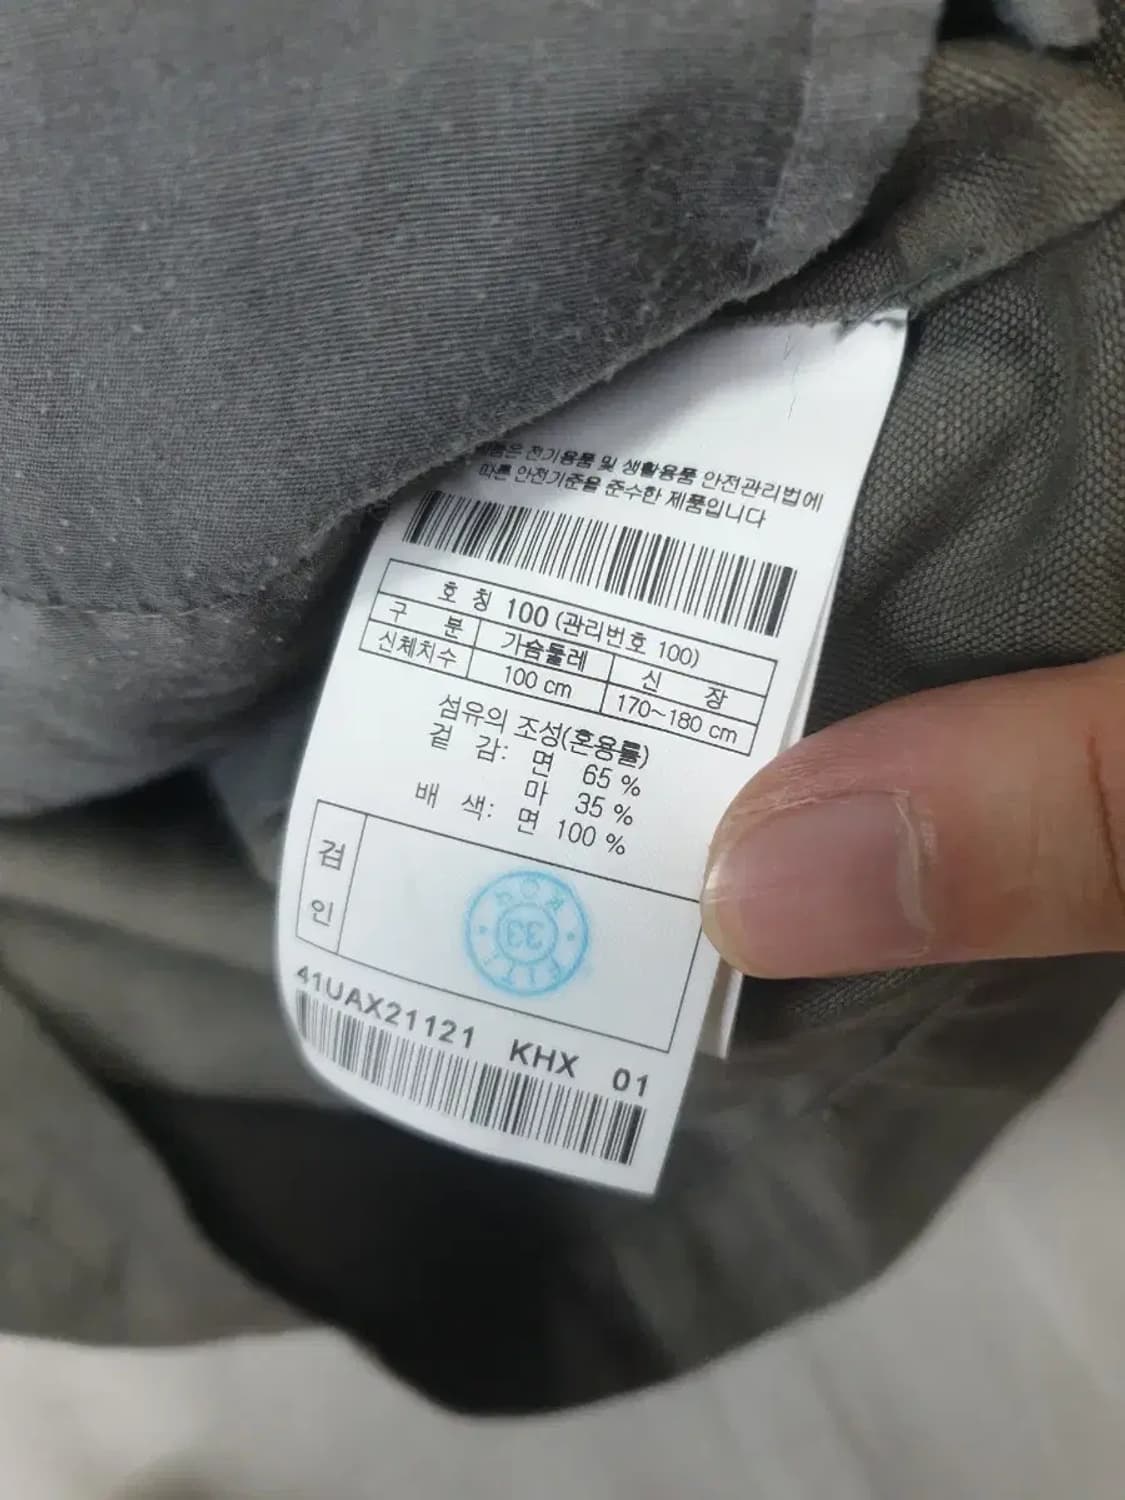 품은 전기용품 및 생활용품 안전관리법에
따른 안전기준을 준수한 제품입니다
호 칭 100 (관리번호 100)
구 분 가슴둘레 신 장
신체치수 100 cm 170~180 cm
섬유의 조성(혼용률)
겉 감: 면 65 %
마 35 %
배 색: 면 100 %
검
인
FITI
33
41UAX21121 KHX 01